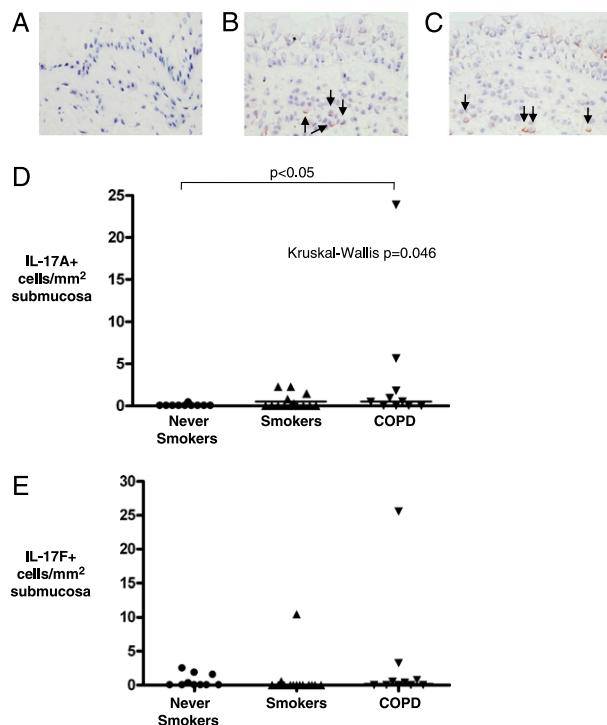 A
B
C
D
p<0.05
25
20
15
10
5
0
IL-17A+
cells/mm²
submucosa
Kruskal-Wallis p=0.046
Never
Smokers
Smokers
COPD
E
30
25
20
15
10
5
0
IL-17F+
cells/mm²
submucosa
Never
Smokers
Smokers
COPD